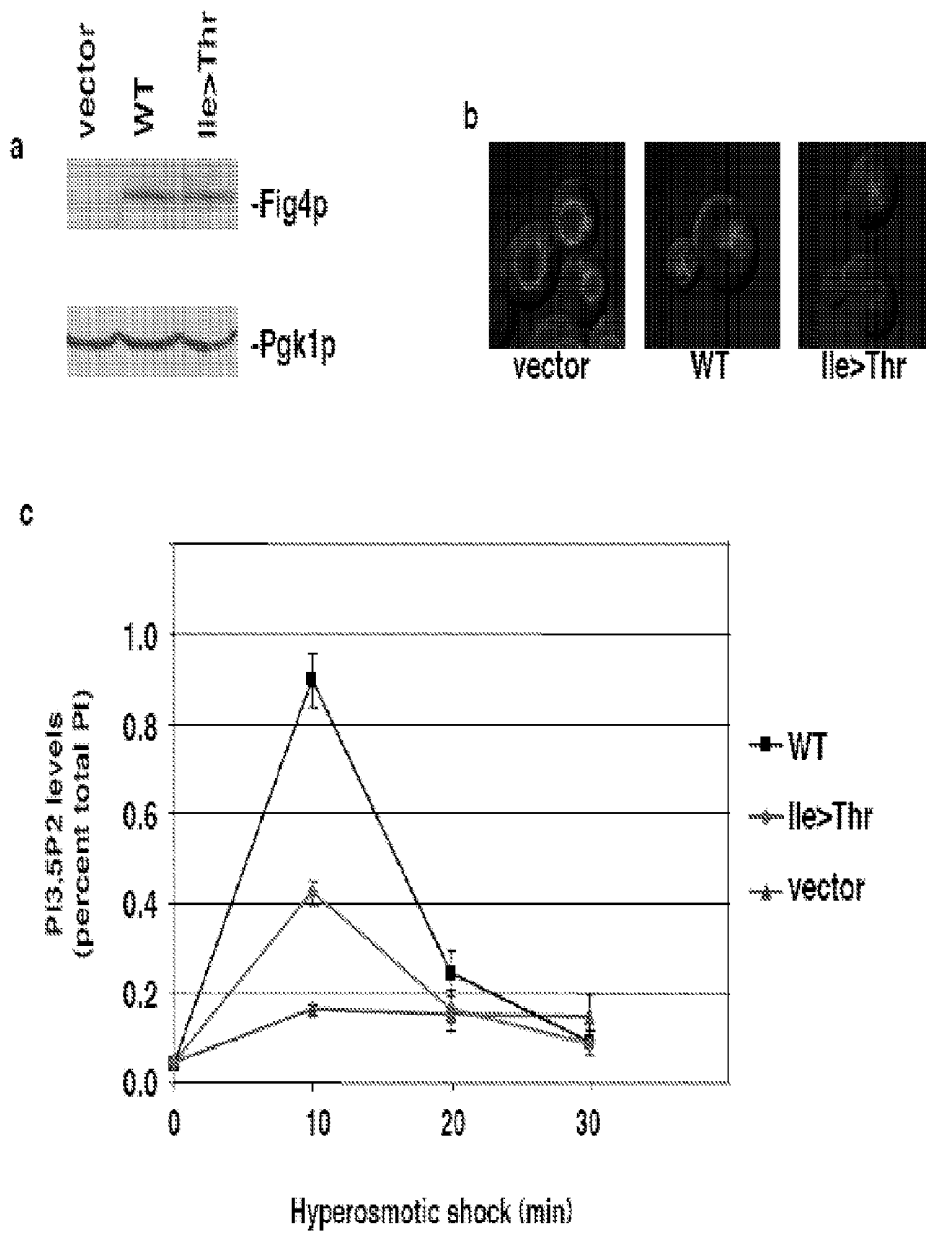 vector
WT
Ile>Thr
a
-Fig4p
-Pgk1p
b
vector
WT
Ile>Thr
c
PI3.5P2 levels
(percent total PI)
1.0
0.8
0.6
0.4
0.2
0.0
0
10
20
30
Hyperosmotic shock (min)
WT
Ile>Thr
vector